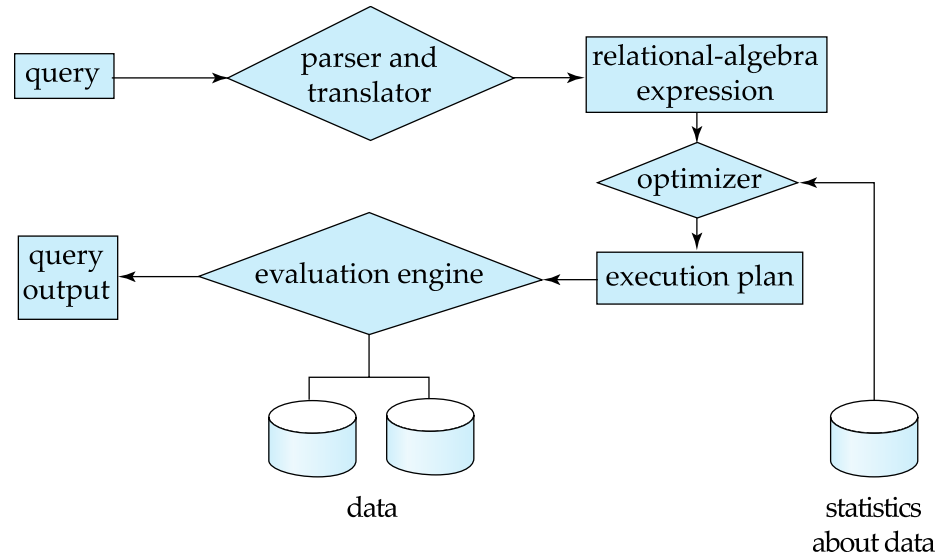 query
parser and
translator
relational-algebra
expression
optimizer
query
output
evaluation engine
execution plan
data
statistics
about data